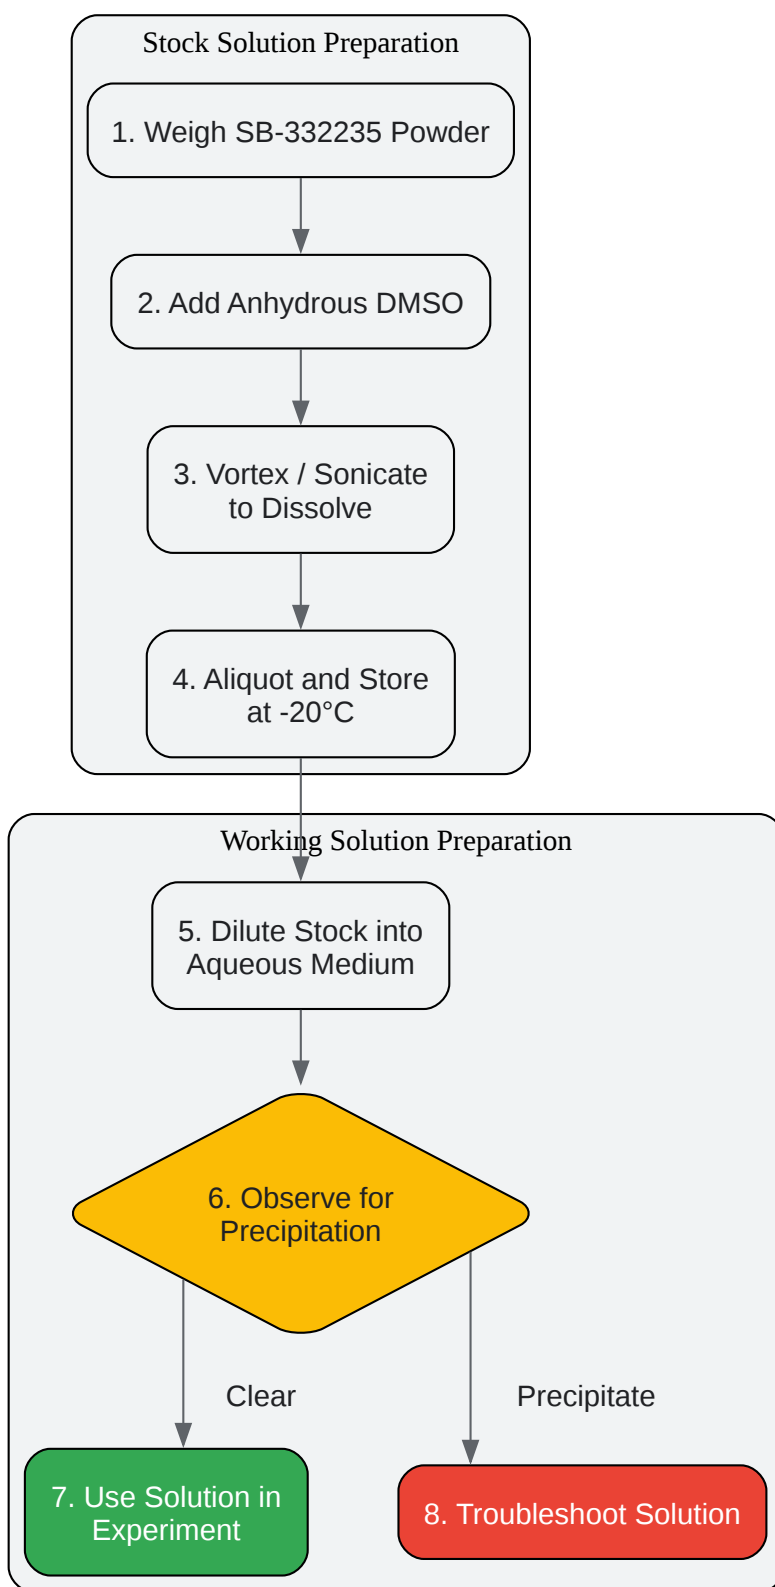 Stock Solution Preparation
1. Weigh SB-332235 Powder
2. Add Anhydrous DMSO
3. Vortex / Sonicate
to Dissolve
4. Aliquot and Store
at -20°C
Working Solution Preparation
5. Dilute Stock into
Aqueous Medium
6. Observe for
Precipitation
Clear
Precipitate
7. Use Solution in
Experiment
8. Troubleshoot Solution